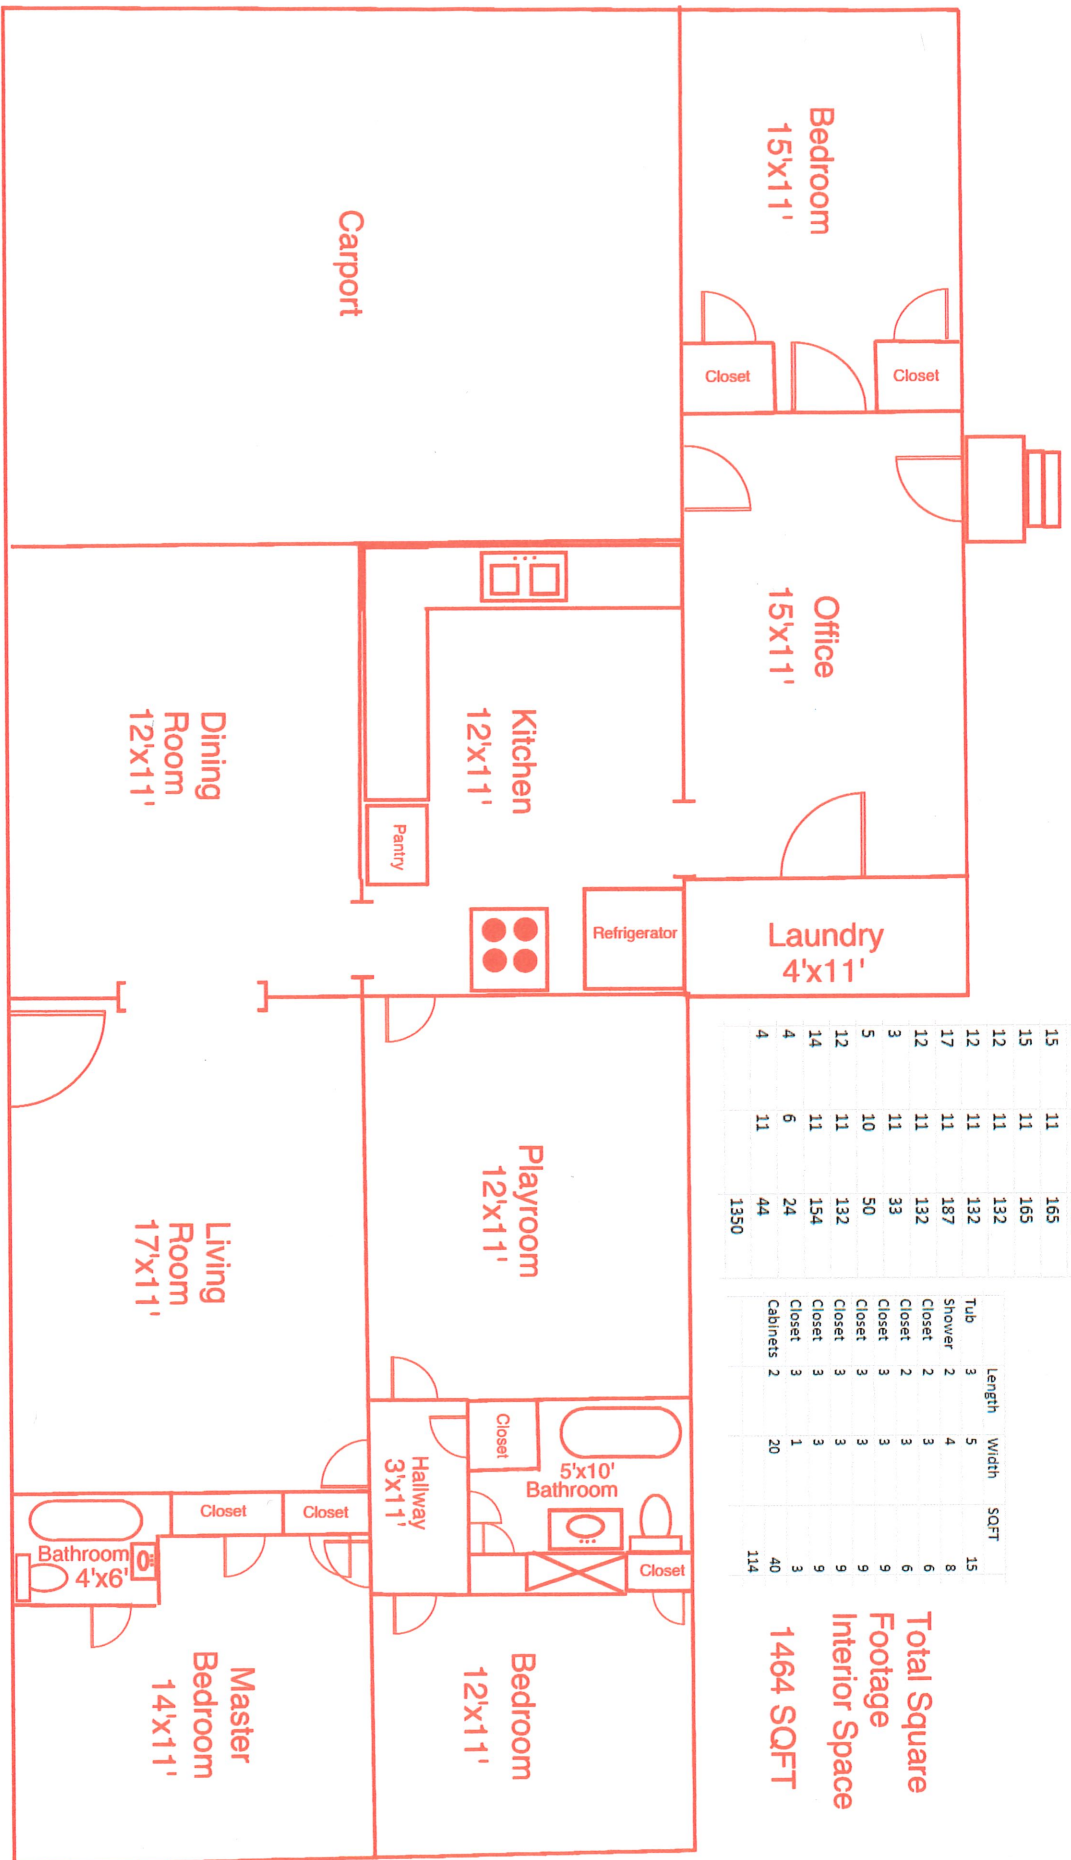 Bedroom
15'x11'
Closet
Closet
Carport
Office
15'x11'
Kitchen
12'x11'
Pantry
Refrigerator
Dining
Room
12'x11'
Laundry
4'x11'
Playroom
12'x11'
Living
Room
17'x11'
Closet
5'x10'
Bathroom
Hallway
3'x11'
Closet
Closet
Closet
Bathroom
4'x6'
Bedroom
12'x11'
Master
Bedroom
14'x11'
15 11 165
15 11 165
12 11 132
12 11 132
17 11 187
12 11 132
3 11 33
5 10 50
12 11 132
14 11 154
4 6 24
4 11 44
1350
Length Width SQFT
Tub 3 5 15
Shower 2 4 8
Closet 2 3 6
Closet 2 3 6
Closet 3 3 9
Closet 3 3 9
Closet 3 3 9
Closet 3 3 9
Closet 3 1 3
Cabinets 2 20 40
114
Total Square
Footage
Interior Space
1464 SQFT